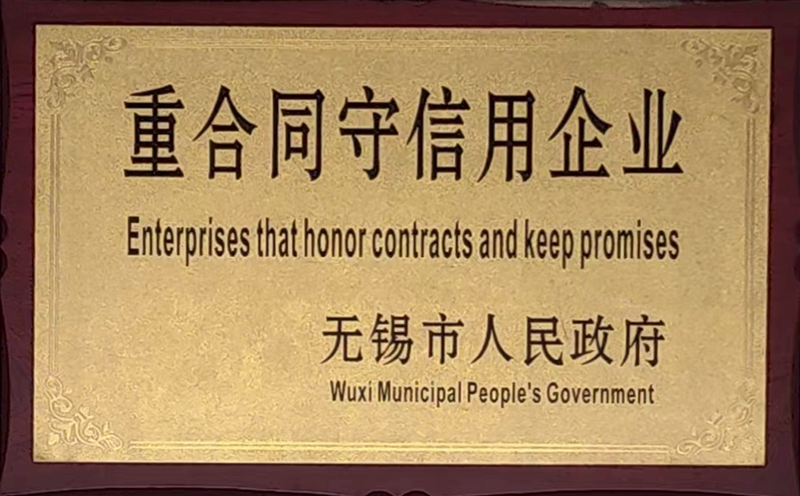 重合同守信用企业
Enterprises that honor contracts and keep promises
无锡市人民政府
Wuxi Municipal People's Government